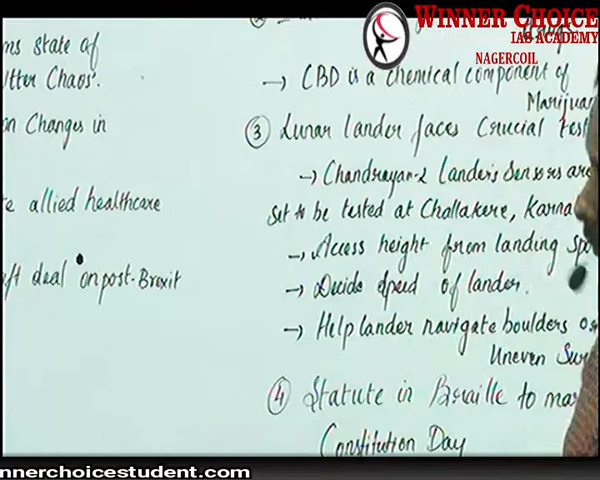 WINNER CHOICE
IAS ACADEMY
NAGERCOIL
ms state of
Utter Chaos'.
on Changes in
te allied healthcare
aft deal on post-Brexit
→ CBD is a chemical component of
Marijua
③ Lunar lander faces Crucial test
→ Chandrayan-2 Lander's Sensors are
set to be tested at Challakere, Karna
→ Access height from landing sp
→ Decide speed of lander.
→ Help lander navigate boulders or
Uneven Sur
④ Statute in Braille to mar
Constitution Day
nnerchoicestudent.com